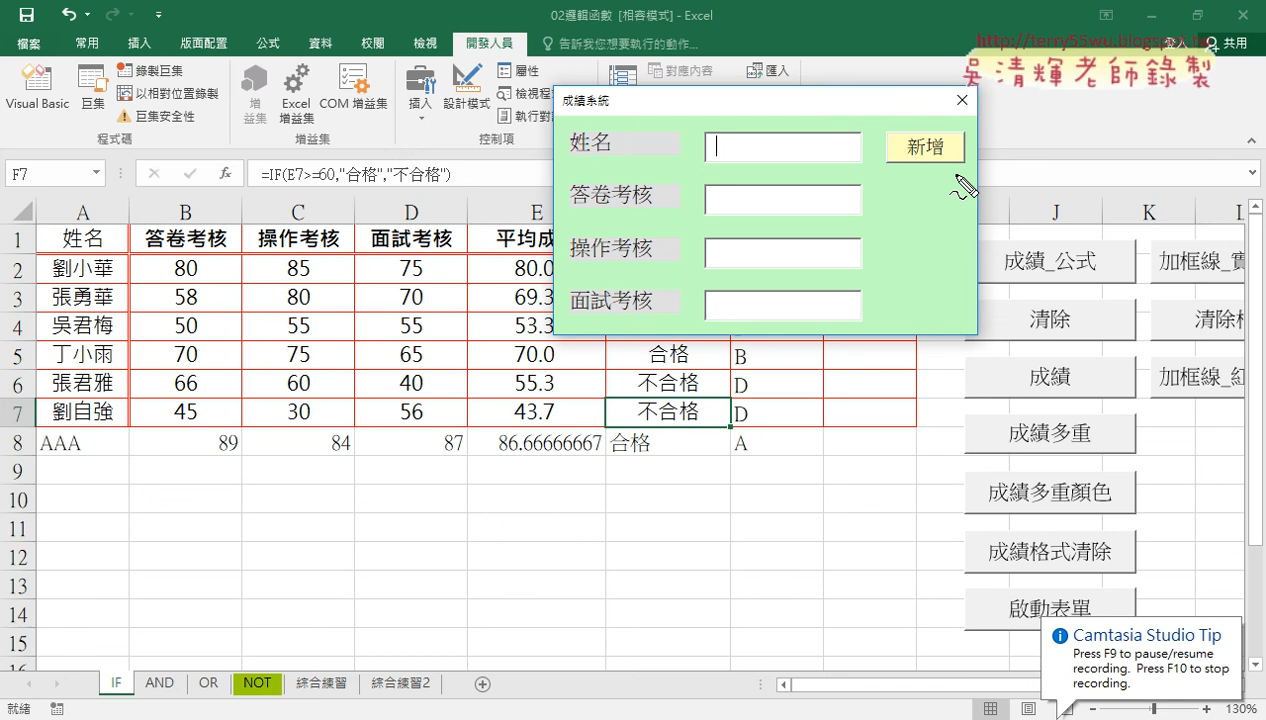 02邏輯函數 [相容模式] - Excel
檔案 常用 插入 版面配置 公式 資料 校閱 檢視 開發人員 告訴我您想要執行的動作... 登入 共用
http://terry55wu.blogspot.tw
吳清輝老師錄製
Visual Basic 巨集 錄製巨集 以相對位置錄製 巨集安全性
增益集 Excel 增益集 COM 增益集
插入 設計模式 屬性 檢視程 執行對 對應內容 匯入
程式碼 增益集 控制項
成績系統
姓名 新增
答卷考核
操作考核
面試考核
F7 fx =IF(E7>=60,"合格","不合格")
A B C D E J K L
1 姓名 答卷考核 操作考核 面試考核 平均成
2 劉小華 80 85 75 80.0
3 張勇華 58 80 70 69.3
4 吳君梅 50 55 55 53.3
5 丁小雨 70 75 65 70.0 合格 B
6 張君雅 66 60 40 55.3 不合格 D
7 劉自強 45 30 56 43.7 不合格 D
8 AAA 89 84 87 86.66666667 合格 A
9
10
11
12
13
14
15
成績_公式 加框線_
清除 清除
成績 加框線_紅
成績多重
成績多重顏色
成績格式清除
啟動表單
Camtasia Studio Tip
Press F9 to pause/resume
recording. Press F10 to stop
recording.
IF AND OR NOT 綜合練習 綜合練習2
就緒 130%